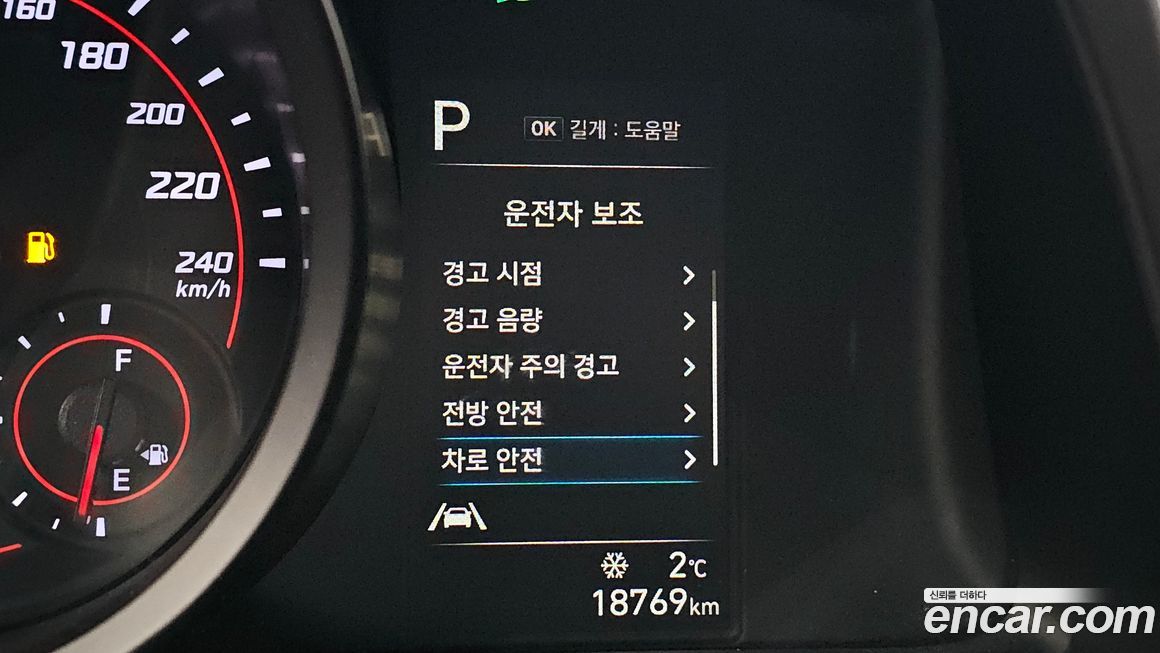 160
180
200
220
240
km/h
F
E
P
OK 길게 : 도움말
운전자 보조
경고 시점
경고 음량
운전자 주의 경고
전방 안전
차로 안전
2℃
18769km
신뢰를 더하다
encar.com